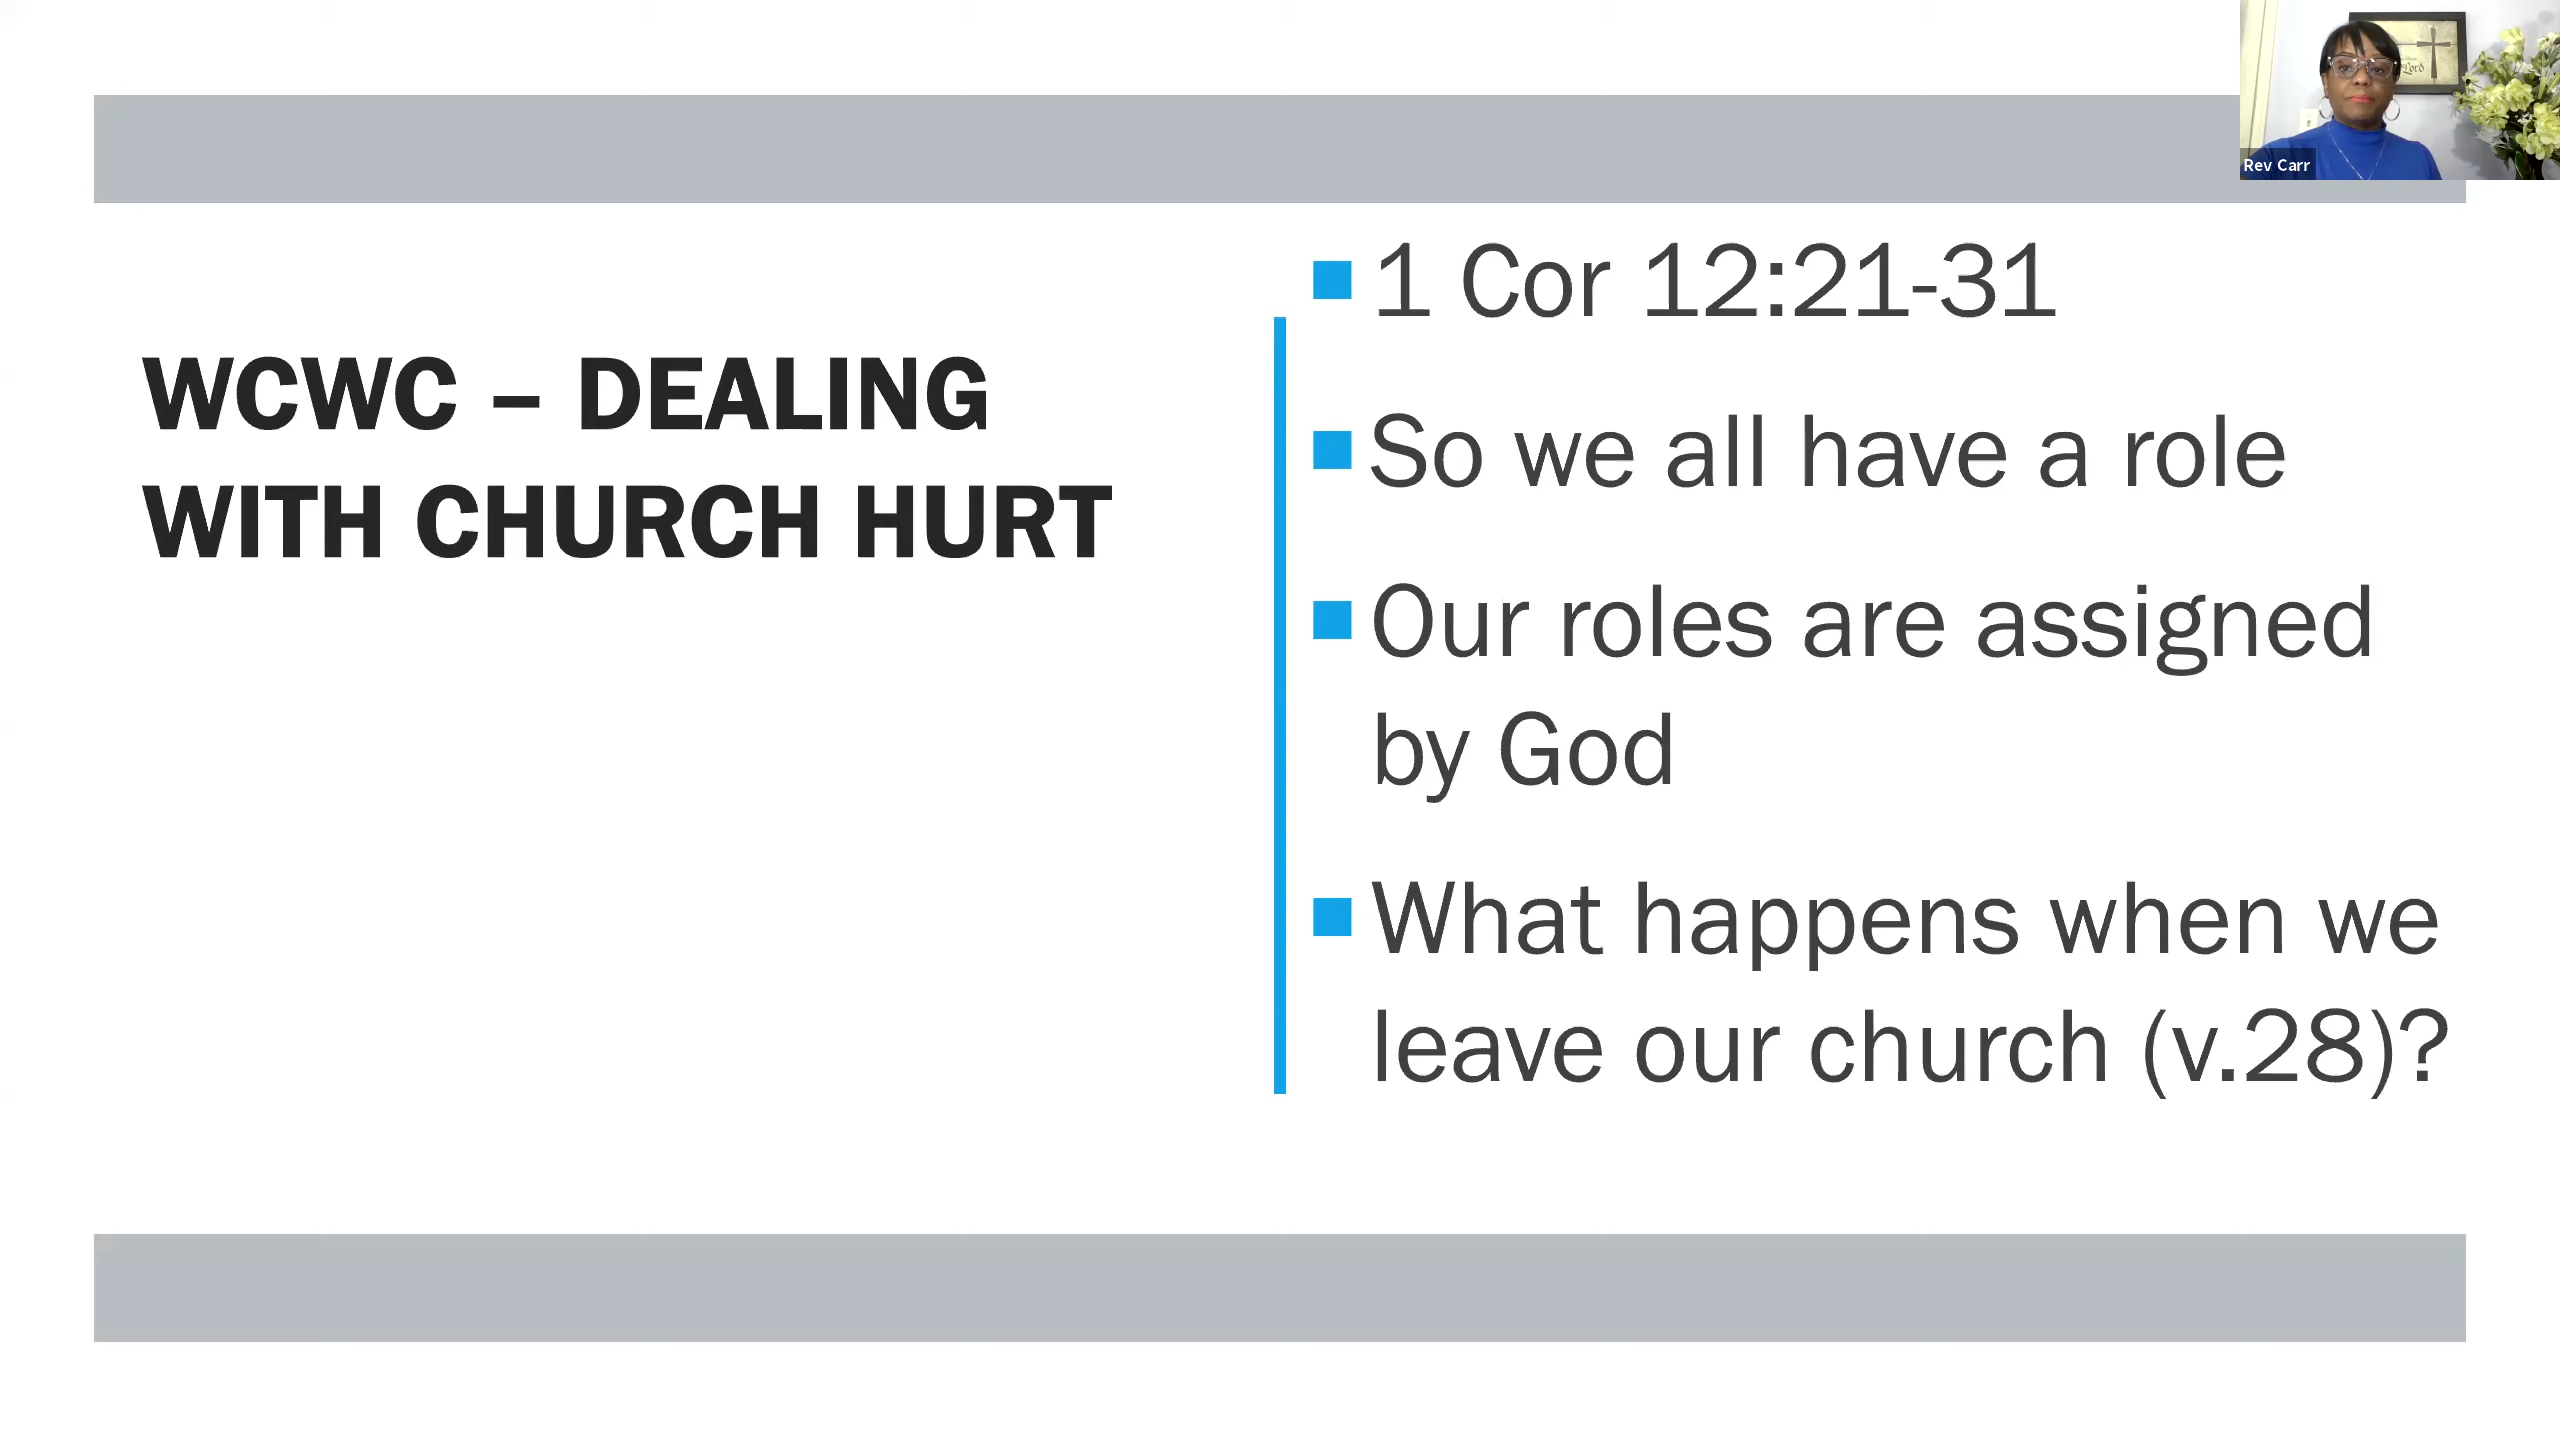 Lord
Rev Carr
WCWC – DEALING
WITH CHURCH HURT
1 Cor 12:21-31
So we all have a role
Our roles are assigned
by God
What happens when we
leave our church (v.28)?